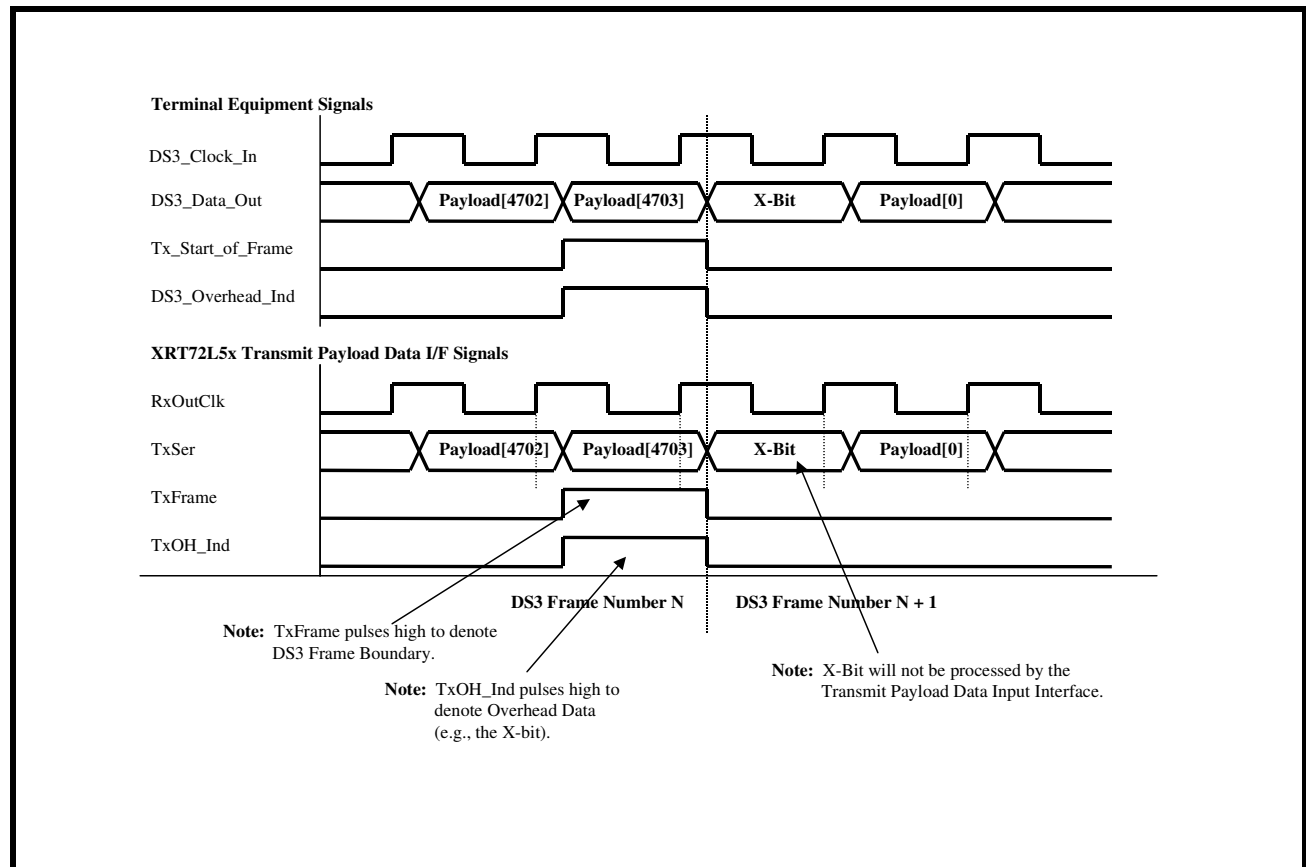 Terminal Equipment Signals
DS3_Clock_In
DS3_Data_Out
Payload[4702] Payload[4703] X-Bit Payload[0]
Tx_Start_of_Frame
DS3_Overhead_Ind
XRT72L5x Transmit Payload Data I/F Signals
RxOutClk
TxSer
Payload[4702] Payload[4703] X-Bit Payload[0]
TxFrame
TxOH_Ind
DS3 Frame Number N DS3 Frame Number N + 1
Note: TxFrame pulses high to denote
DS3 Frame Boundary.
Note: TxOH_Ind pulses high to
denote Overhead Data
(e.g., the X-bit).
Note: X-Bit will not be processed by the
Transmit Payload Data Input Interface.